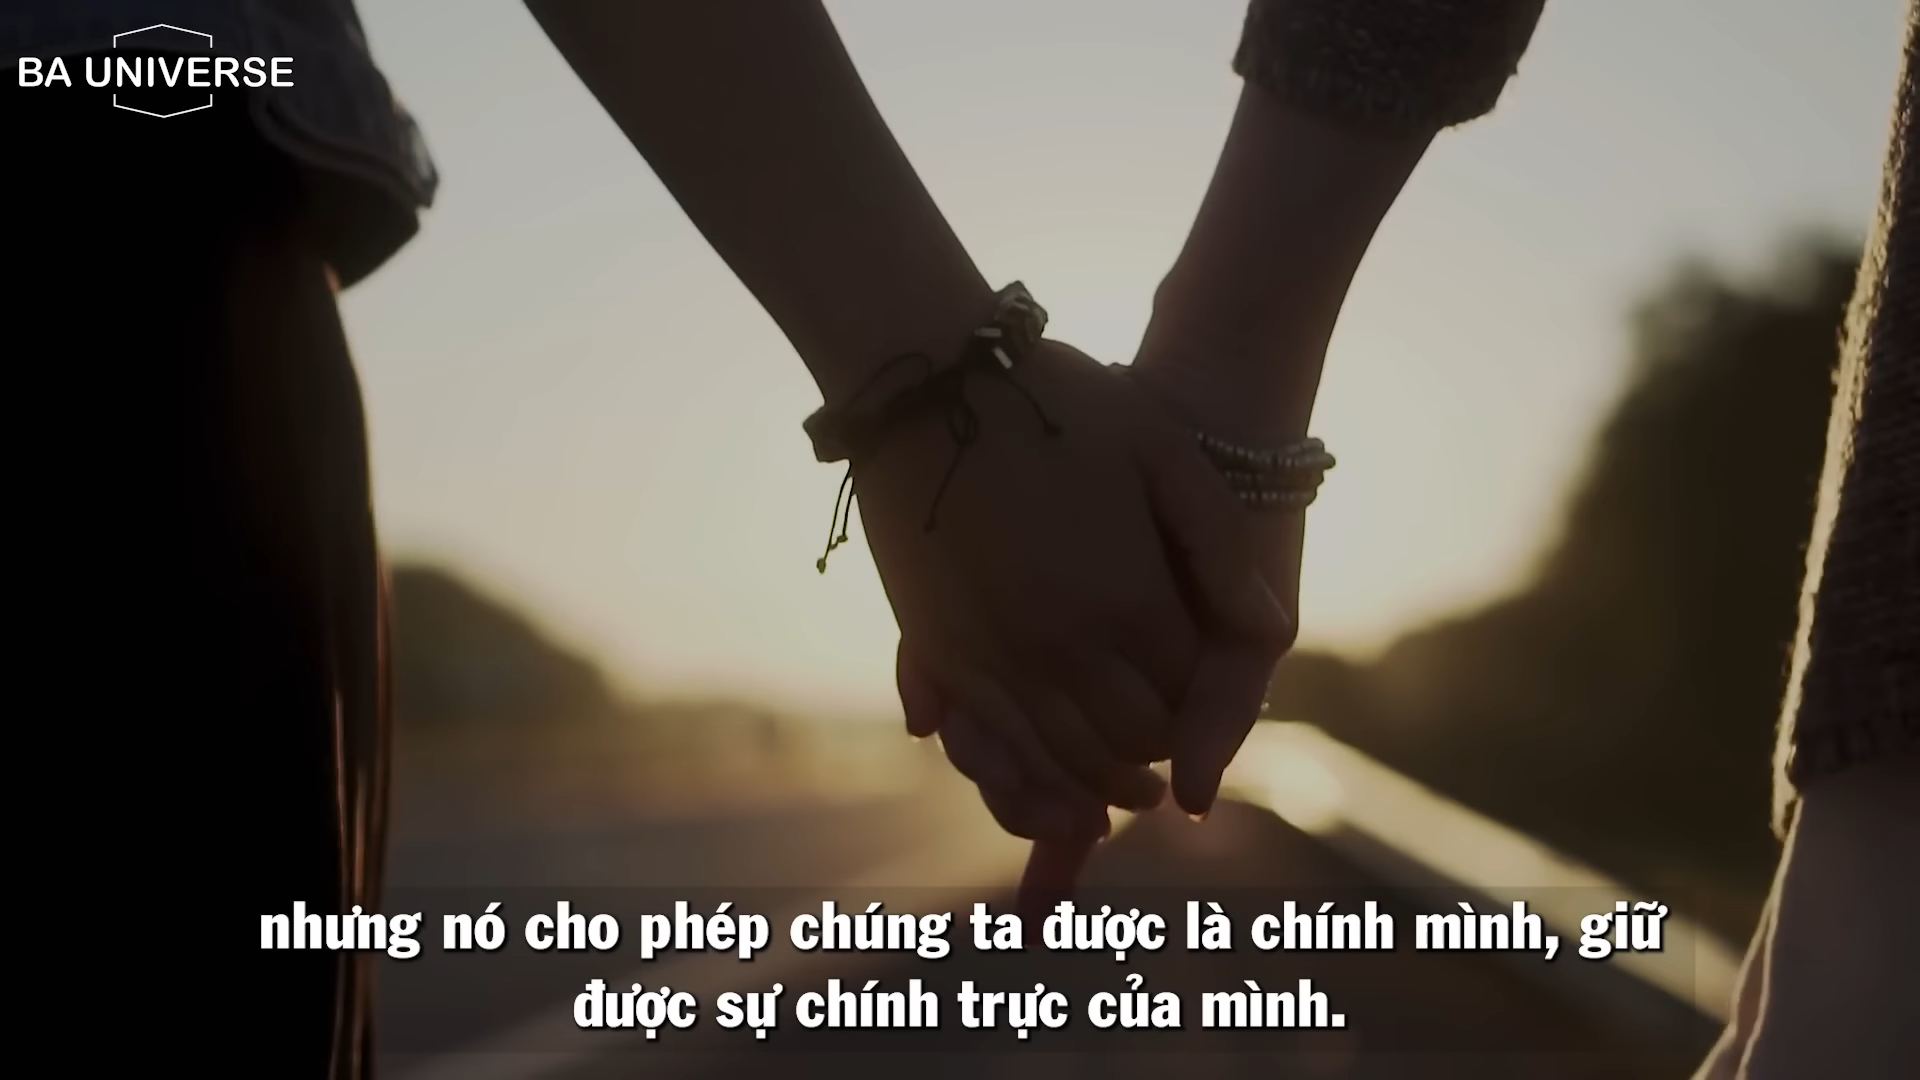 BA UNIVERSE
nhưng nó cho phép chúng ta được là chính mình, giữ
được sự chính trực của mình.